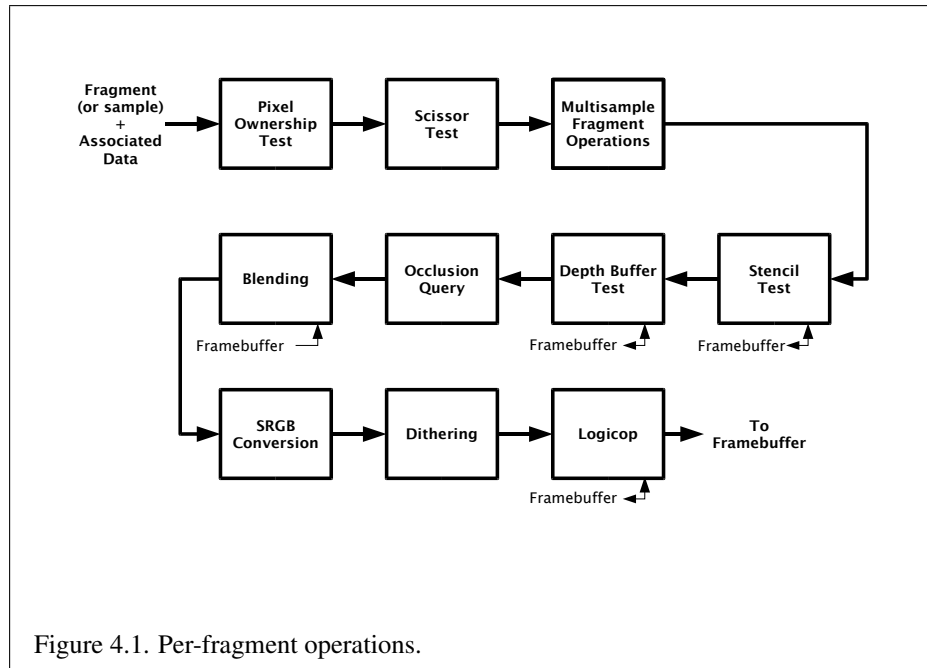 Fragment
(or sample)
+
Associated
Data
Pixel
Ownership
Test
Scissor
Test
Multisample
Fragment
Operations
Blending
Occlusion
Query
Depth Buffer
Test
Stencil
Test
Framebuffer
Framebuffer
Framebuffer
SRGB
Conversion
Dithering
Logicop
To
Framebuffer
Framebuffer
Figure 4.1. Per-fragment operations.